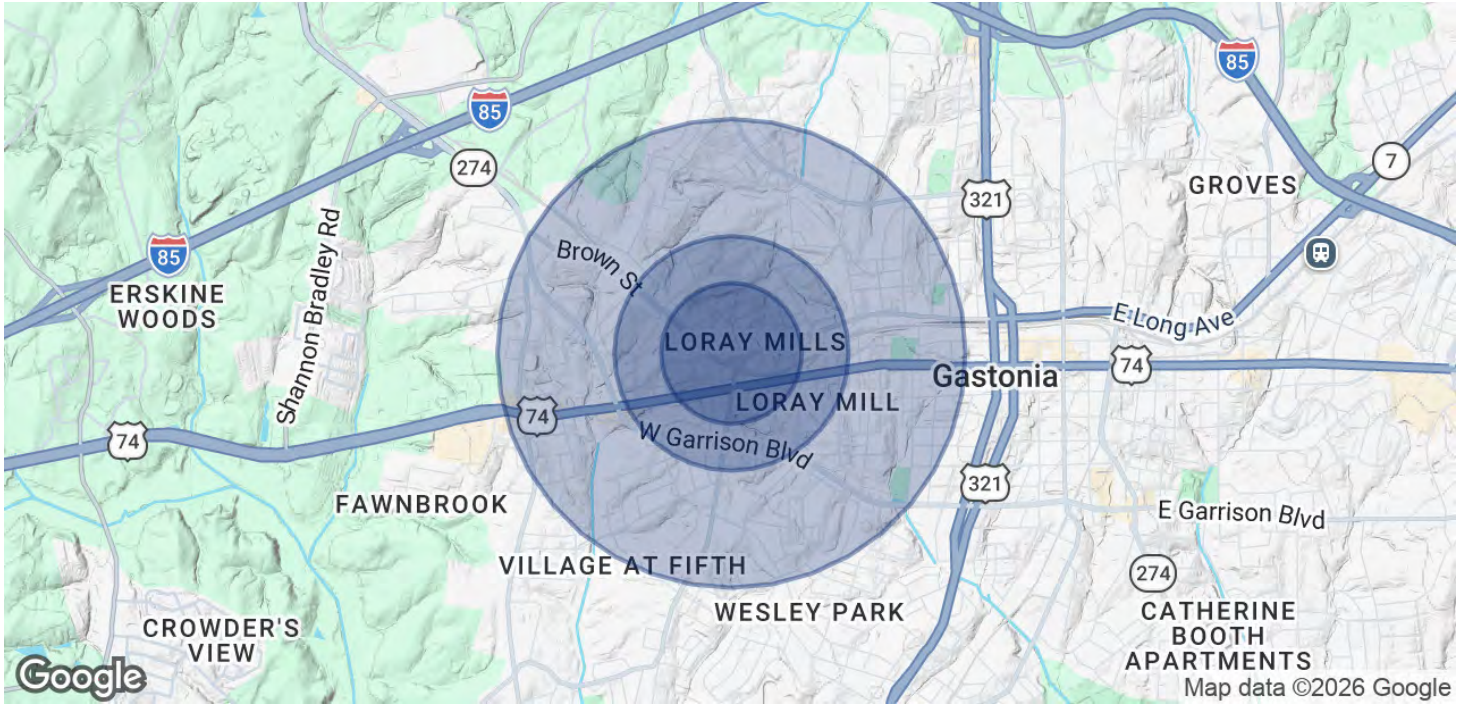 85
85
7
GROVES
274
321
Brown St
85
ERSKINE
WOODS
Shannon Bradley Rd
E Long Ave
LORAY MILLS
74
Gastonia
LORAY MILL
74
74
W Garrison Blvd
321
FAWNBROOK
E Garrison Blvd
VILLAGE AT FIFTH
274
WESLEY PARK
CATHERINE
BOOTH
APARTMENTS
CROWDER'S
VIEW
Google
Map data ©2026 Google